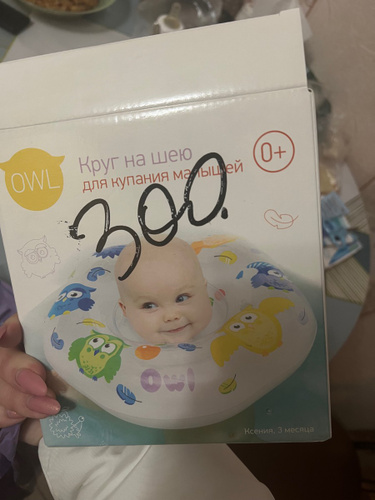 OWL
Круг на шею
для купания малышей
0+
300.
Owl
Ксения, 3 месяца